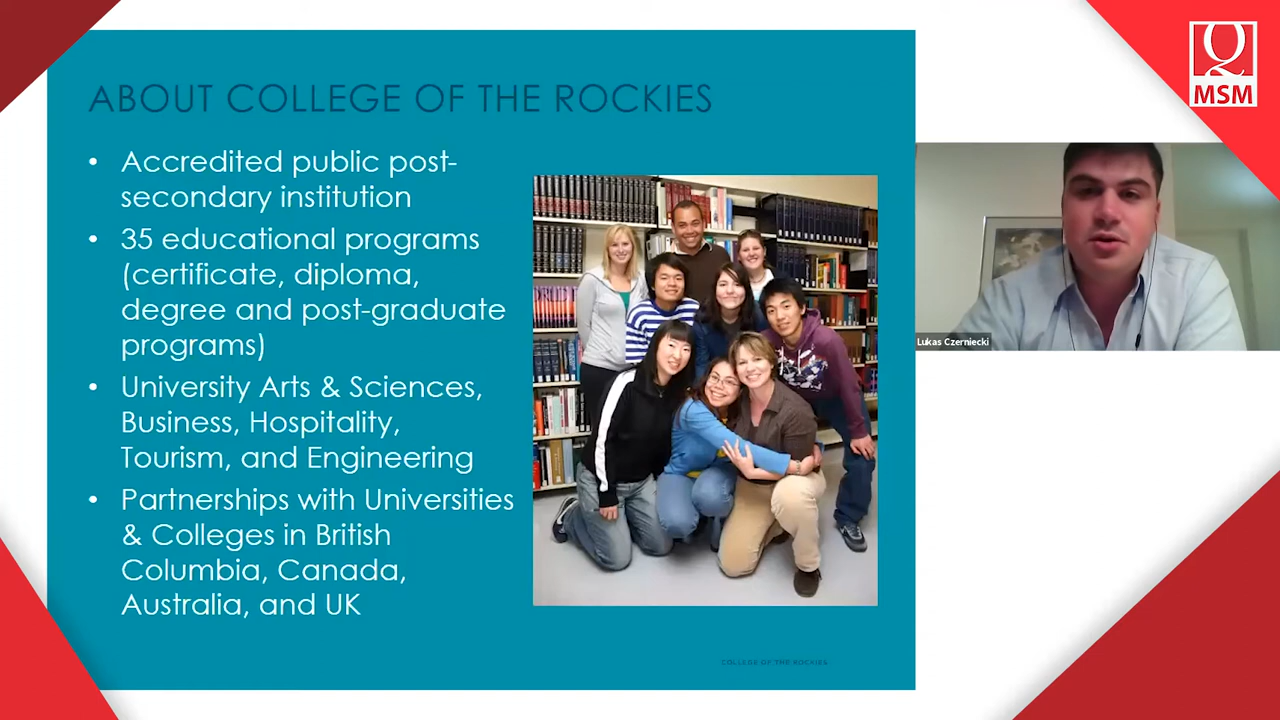 ABOUT COLLEGE OF THE ROCKIES
• Accredited public post-
secondary institution
• 35 educational programs
(certificate, diploma,
degree and post-graduate
programs)
• University Arts & Sciences,
Business, Hospitality,
Tourism, and Engineering
• Partnerships with Universities
& Colleges in British
Columbia, Canada,
Australia, and UK
COLLEGE OF THE ROCKIES
Q
MSM
Lukas Czerniecki